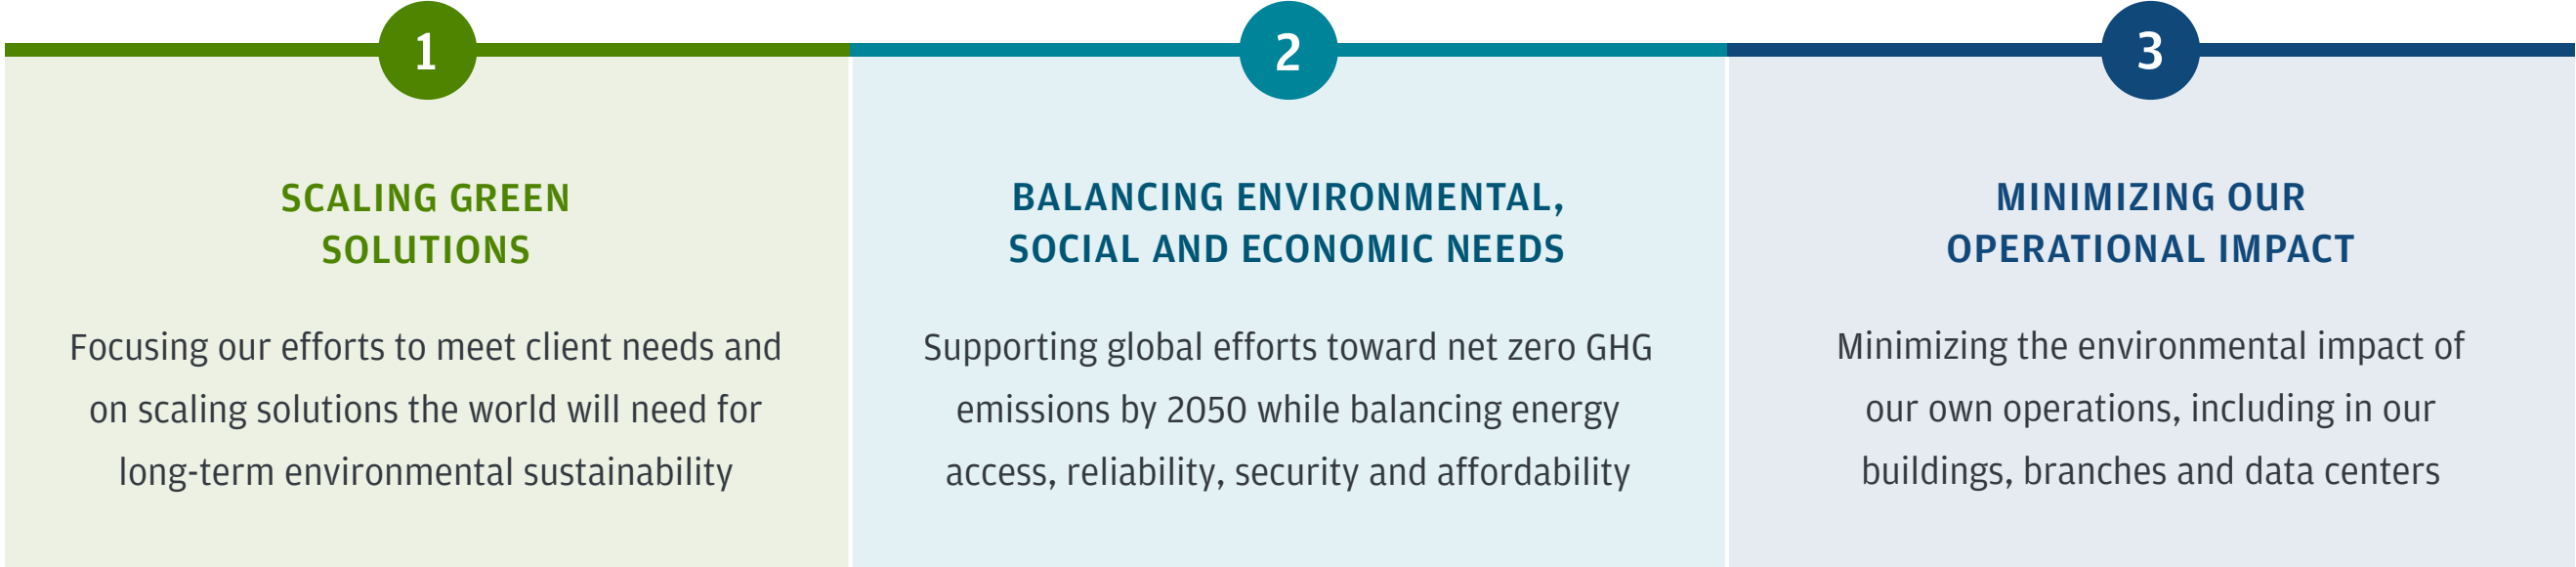 1
SCALING GREEN
SOLUTIONS
Focusing our efforts to meet client needs and
on scaling solutions the world will need for
long-term environmental sustainability
2
BALANCING ENVIRONMENTAL,
SOCIAL AND ECONOMIC NEEDS
Supporting global efforts toward net zero GHG
emissions by 2050 while balancing energy
access, reliability, security and affordability
3
MINIMIZING OUR
OPERATIONAL IMPACT
Minimizing the environmental impact of
our own operations, including in our
buildings, branches and data centers